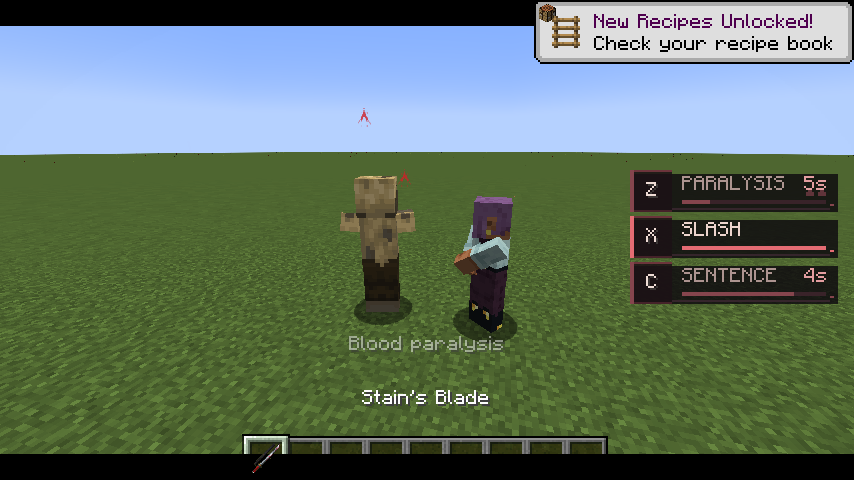 New Recipes Unlocked!
Check your recipe book
Z PARALYSIS 5s
X SLASH
C SENTENCE 4s
Blood paralysis
Stain's Blade